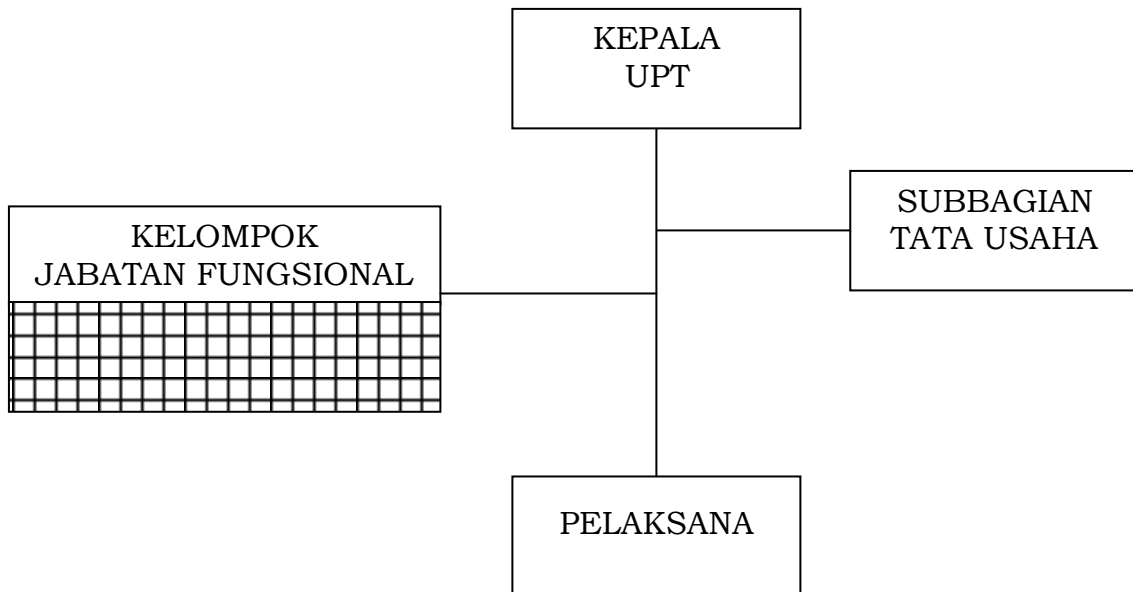 KEPALA
UPT
SUBBAGIAN
TATA USAHA
KELOMPOK
JABATAN FUNGSIONAL
PELAKSANA